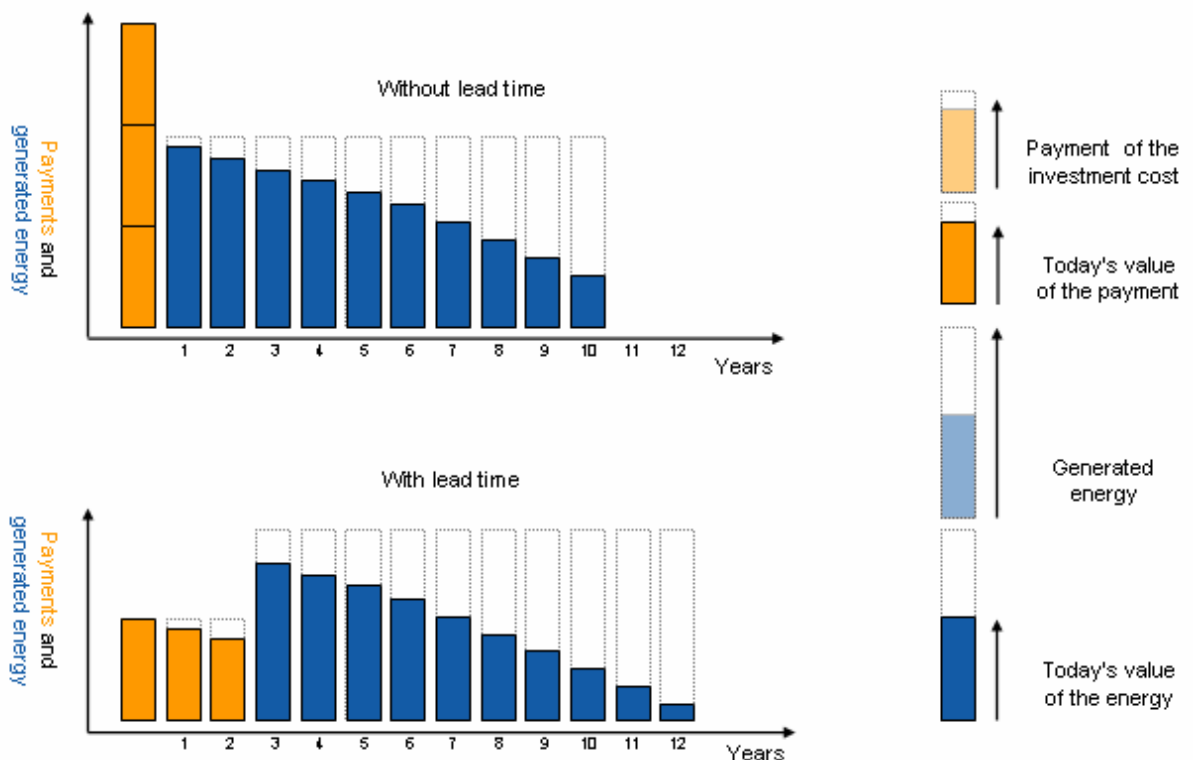 Without lead time
Payments and
generated energy
1 2 3 4 5 6 7 8 9 10 11 12
Years
With lead time
Payments and
generated energy
1 2 3 4 5 6 7 8 9 10 11 12
Years
Payment of the
investment cost
Today's value
of the payment
Generated
energy
Today's value
of the energy